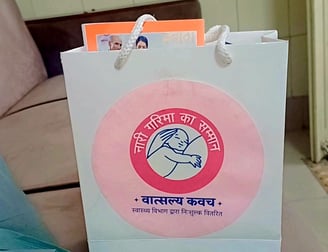 नारी गरिमा का सम्मान
वात्सल्य कवच
स्वास्थ्य विभाग द्वारा निःशुल्क वितरित